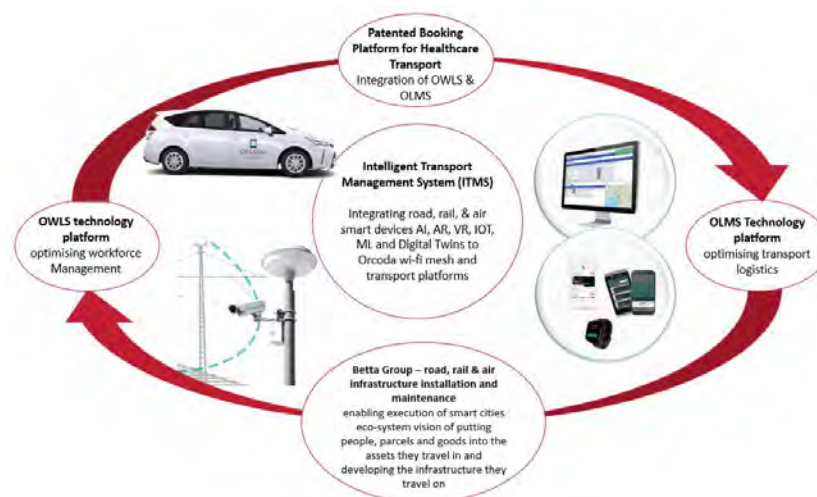 Patented Booking
Platform for Healthcare
Transport
Integration of OWLS &
OLMS
Intelligent Transport
Management System (ITMS)
Integrating road, rail, & air
smart devices AI, AR, VR, IOT,
ML and Digital Twins to
Orcoda wi-fi mesh and
transport platforms
OWLS technology
platform
optimising workforce
Management
OLMS Technology
platform
optimising transport
logistics
Betta Group – road, rail & air
infrastructure installation and
maintenance
enabling execution of smart cities
eco-system vision of putting
people, parcels and goods into the
assets they travel in and
developing the infrastructure they
travel on